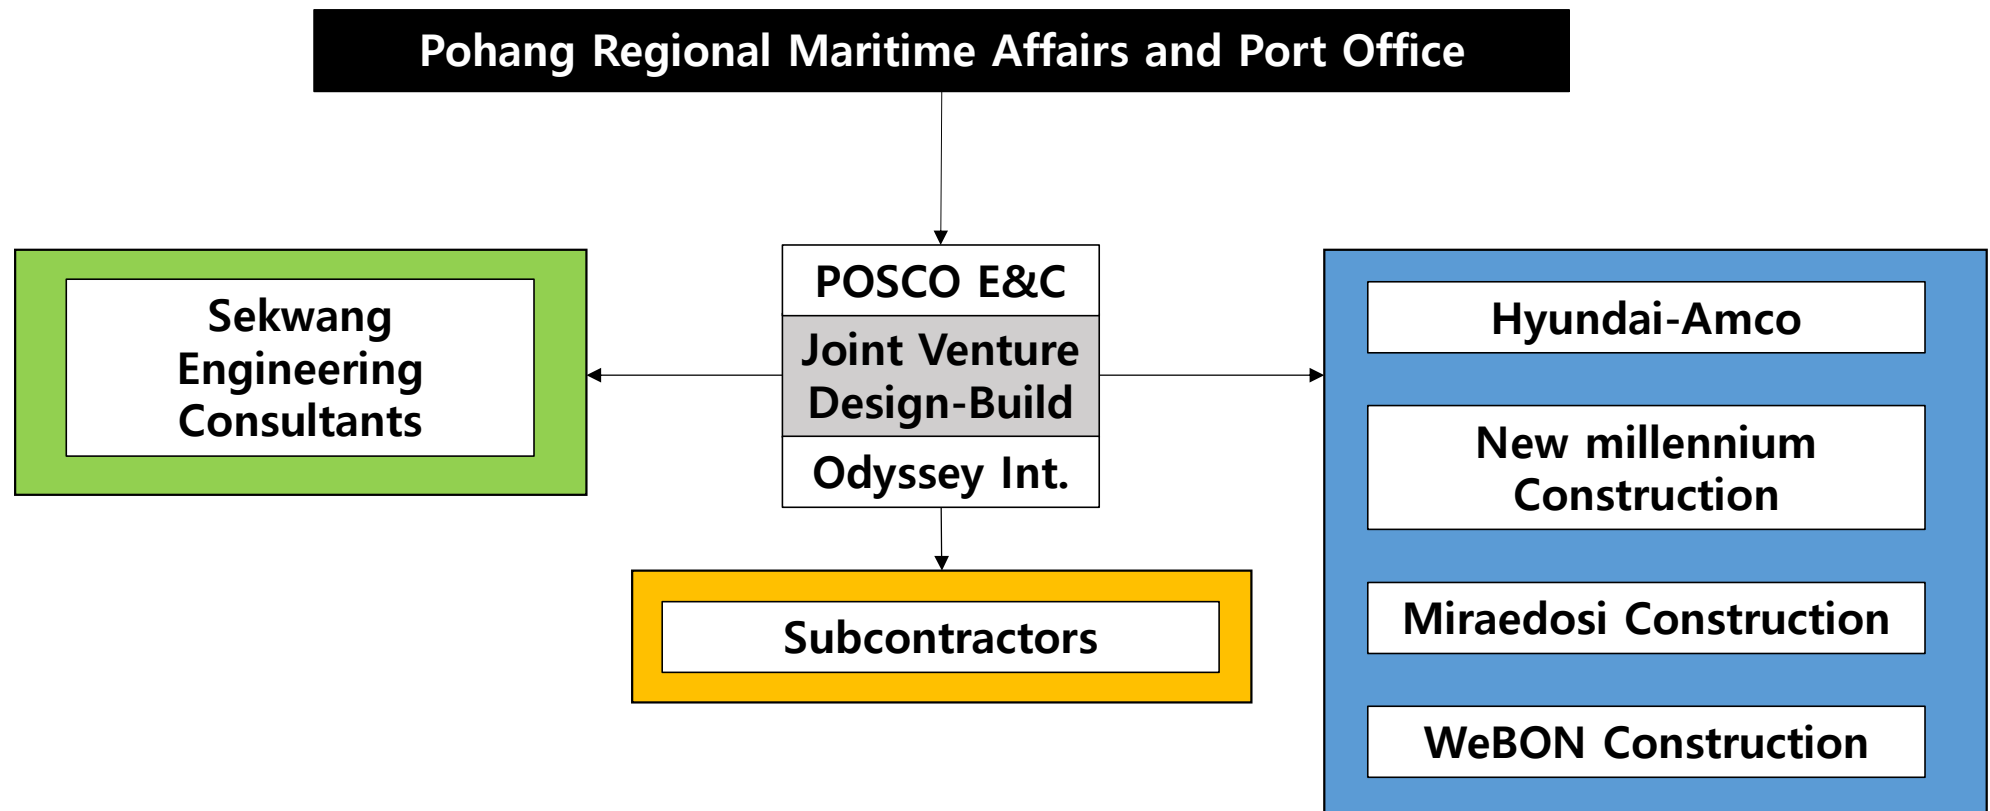 Pohang Regional Maritime Affairs and Port Office
Sekwang
Engineering
Consultants
POSCO E&C
Joint Venture
Design-Build
Odyssey Int.
Subcontractors
Hyundai-Amco
New millennium
Construction
Miraedosi Construction
WeBON Construction